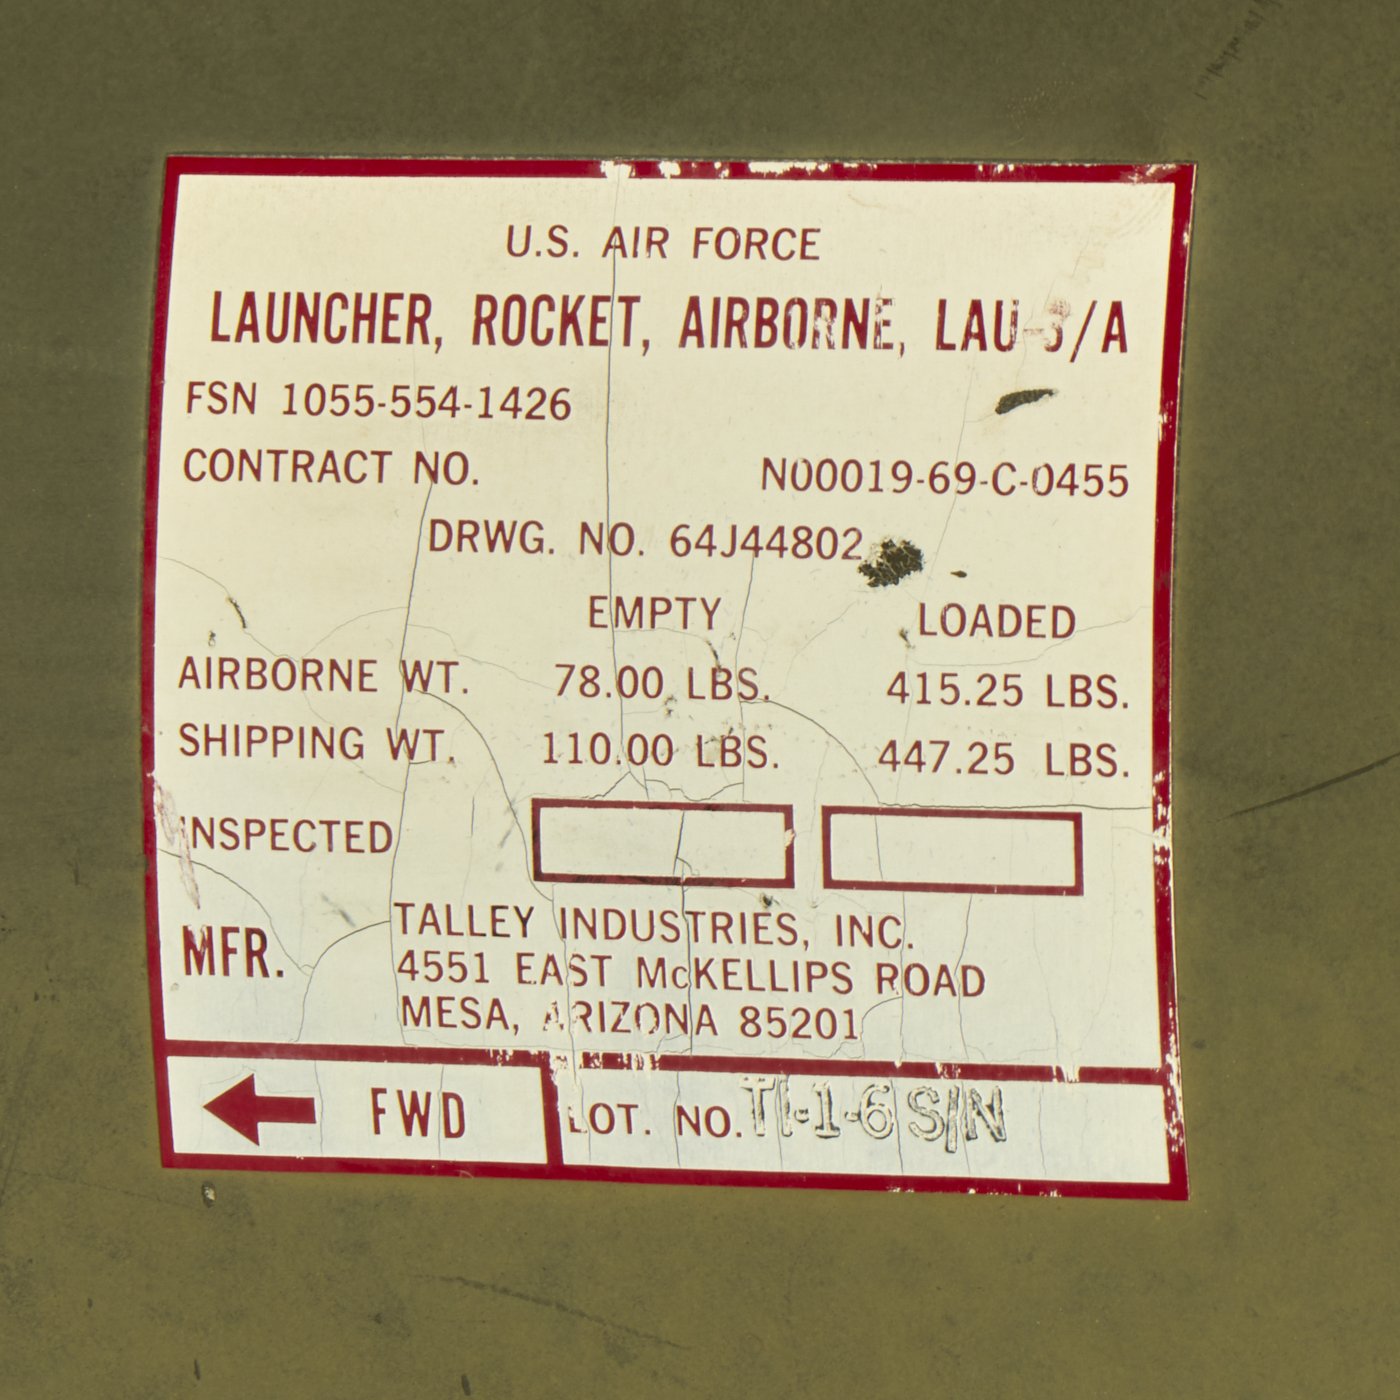 U.S. AIR FORCE
LAUNCHER, ROCKET, AIRBORNE, LAU-3/A
FSN 1055-554-1426
CONTRACT NO. N00019-69-C-0455
DRWG. NO. 64J44802
EMPTY LOADED
AIRBORNE WT. 78.00 LBS. 415.25 LBS.
SHIPPING WT. 110.00 LBS. 447.25 LBS.
INSPECTED
MFR. TALLEY INDUSTRIES, INC.
4551 EAST McKELLIPS ROAD
MESA, ARIZONA 85201
FWD LOT. NO. TI-1-6 S/N